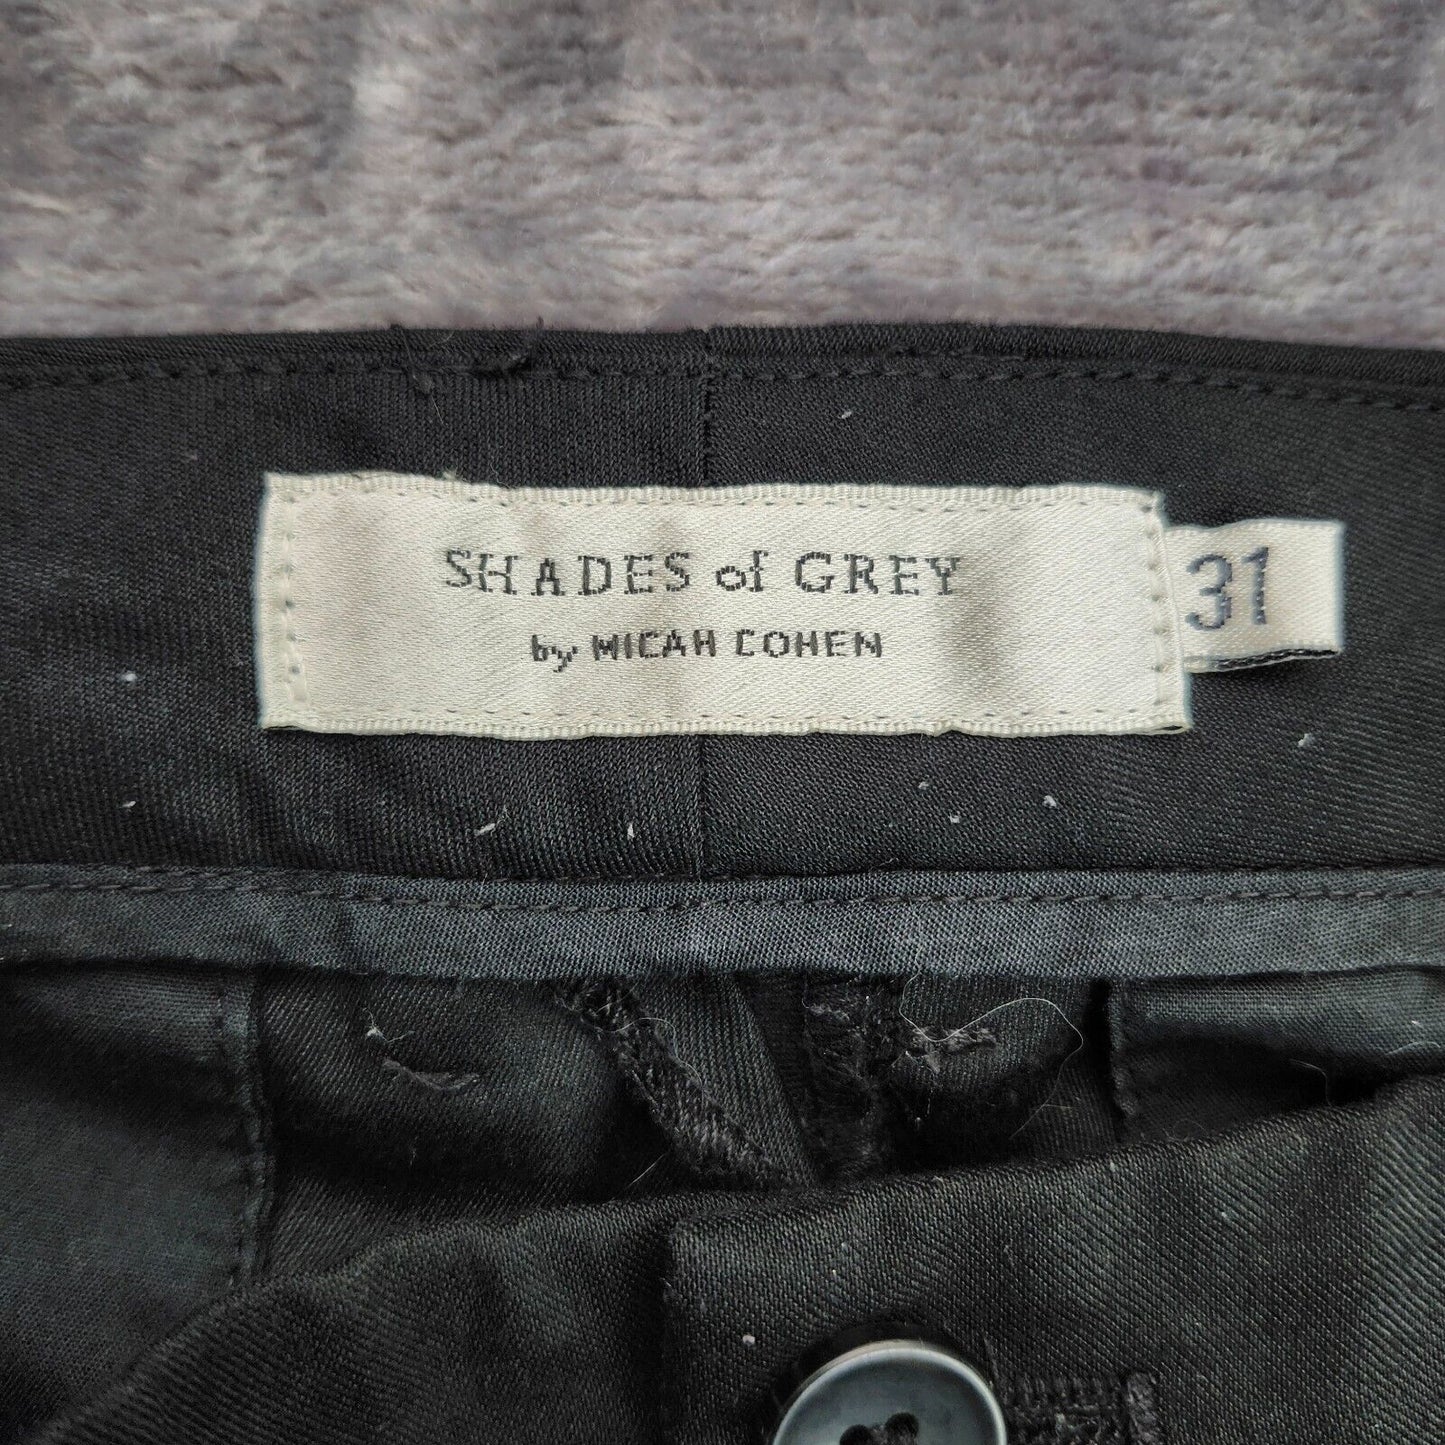 SHADES of GREY
by MICAH COHEN
31